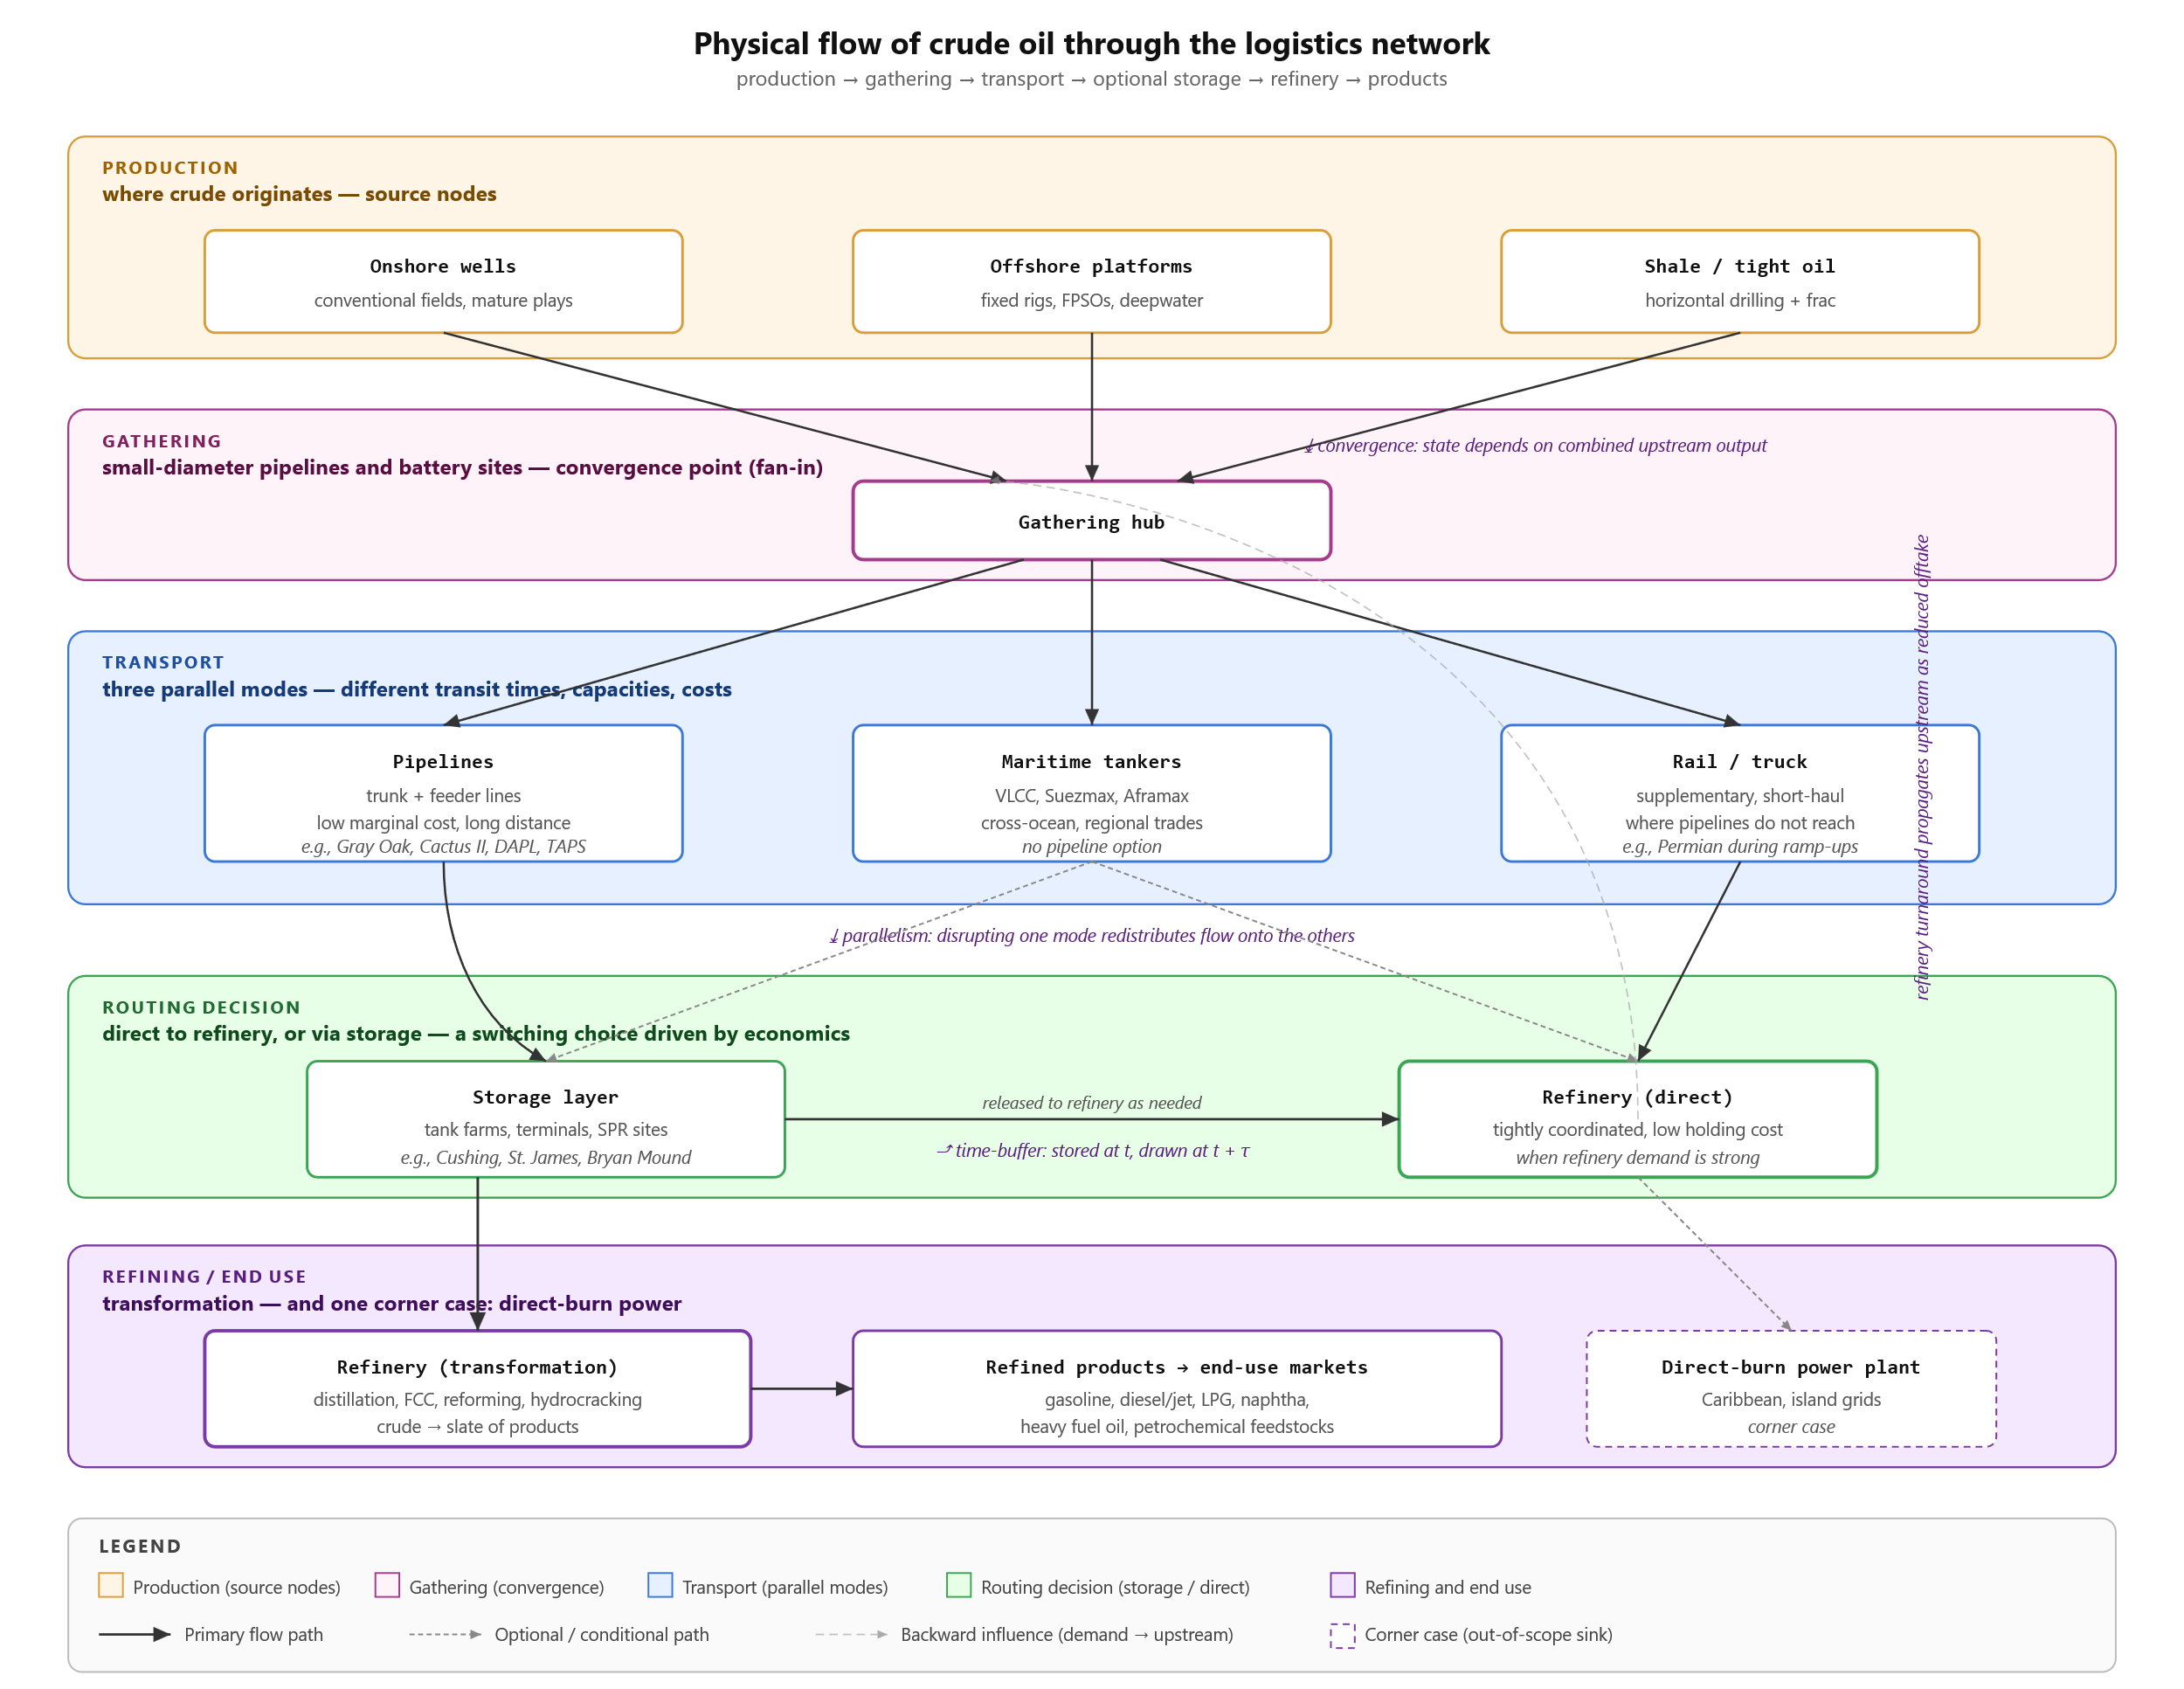 Physical flow of crude oil through the logistics network
production → gathering → transport → optional storage → refinery → products
PRODUCTION
where crude originates — source nodes
Onshore wells
conventional fields, mature plays
Offshore platforms
fixed rigs, FPSOs, deepwater
Shale / tight oil
horizontal drilling + frac
GATHERING
small-diameter pipelines and battery sites — convergence point (fan-in)
↓ convergence: state depends on combined upstream output
Gathering hub
refinery turnaround propagates upstream as reduced offtake
TRANSPORT
three parallel modes — different transit times, capacities, costs
Pipelines
trunk + feeder lines
low marginal cost, long distance
e.g., Gray Oak, Cactus II, DAPL, TAPS
Maritime tankers
VLCC, Suezmax, Aframax
cross-ocean, regional trades
no pipeline option
Rail / truck
supplementary, short-haul
where pipelines do not reach
e.g., Permian during ramp-ups
↓ parallelism: disrupting one mode redistributes flow onto the others
ROUTING DECISION
direct to refinery, or via storage — a switching choice driven by economics
Storage layer
tank farms, terminals, SPR sites
e.g., Cushing, St. James, Bryan Mound
released to refinery as needed
⤴ time-buffer: stored at t, drawn at t + τ
Refinery (direct)
tightly coordinated, low holding cost
when refinery demand is strong
REFINING / END USE
transformation — and one corner case: direct-burn power
Refinery (transformation)
distillation, FCC, reforming, hydrocracking
crude → slate of products
Refined products → end-use markets
gasoline, diesel/jet, LPG, naphtha,
heavy fuel oil, petrochemical feedstocks
Direct-burn power plant
Caribbean, island grids
corner case
LEGEND
Production (source nodes)
Gathering (convergence)
Transport (parallel modes)
Routing decision (storage / direct)
Refining and end use
Primary flow path
Optional / conditional path
Backward influence (demand → upstream)
Corner case (out-of-scope sink)